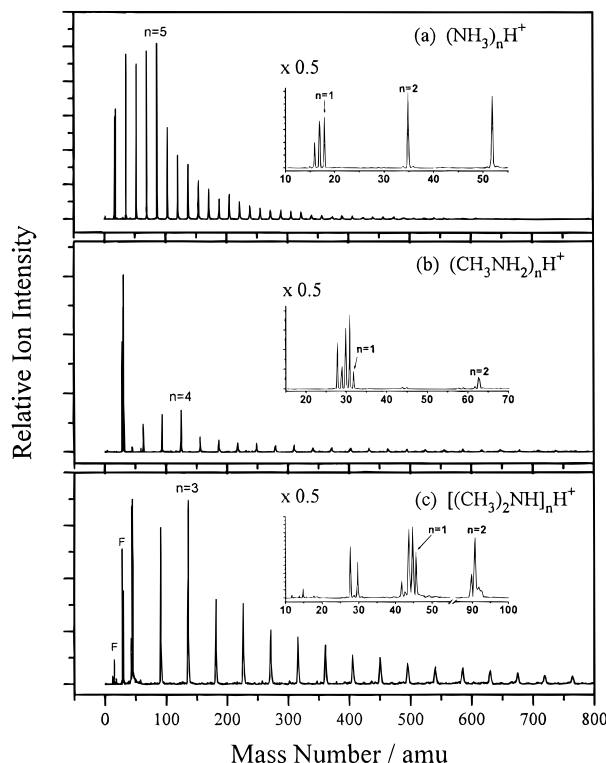 Relative Ion Intensity
(a) (NH₃)ₙH⁺
n=5
x 0.5
n=1
n=2
10 20 30 40 50
(b) (CH₃NH₂)ₙH⁺
x 0.5
n=1
n=2
20 30 40 50 60 70
n=4
(c) [(CH₃)₂NH]ₙH⁺
n=3
x 0.5
n=1
n=2
10 20 30 40 50 90 100
F
F
0 100 200 300 400 500 600 700 800
Mass Number / amu